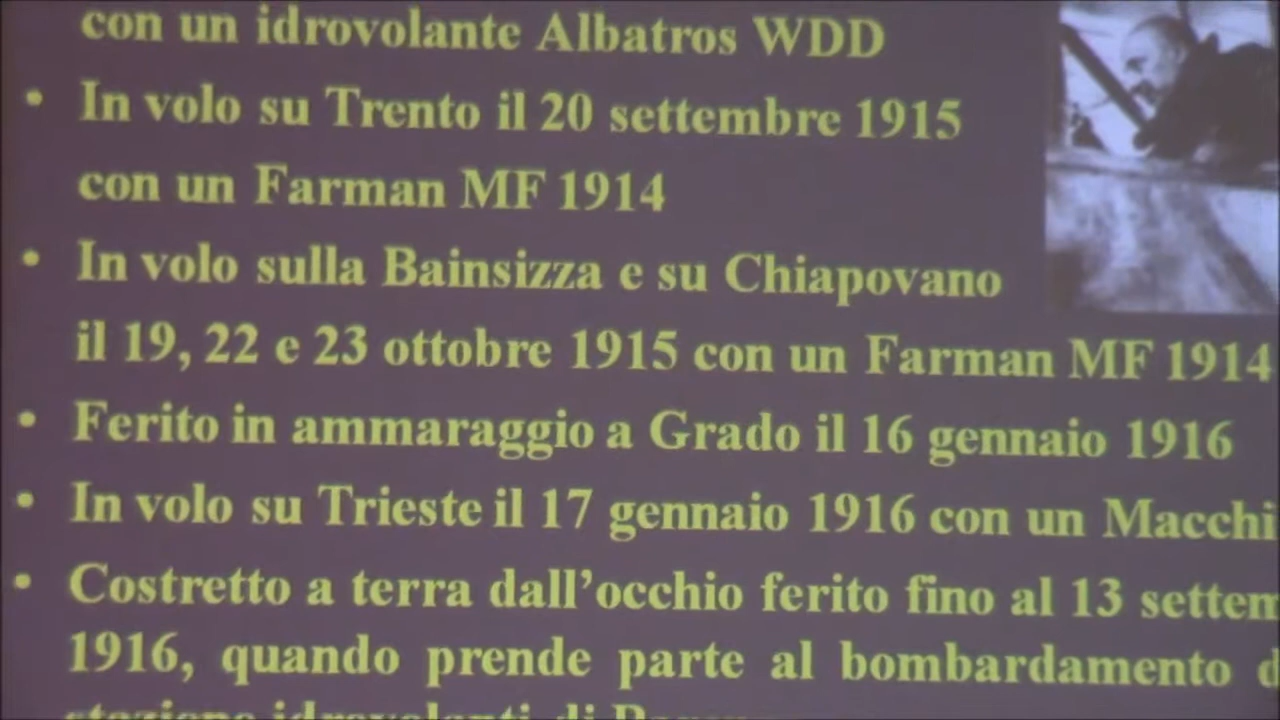 con un idrovolante Albatros WDD
• In volo su Trento il 20 settembre 1915
con un Farman MF 1914
• In volo sulla Bainsizza e su Chiapovano
il 19, 22 e 23 ottobre 1915 con un Farman MF 1914
• Ferito in ammaraggio a Grado il 16 gennaio 1916
• In volo su Trieste il 17 gennaio 1916 con un Macchi
• Costretto a terra dall’occhio ferito fino al 13 settem
1916, quando prende parte al bombardamento d
stazione idrovolanti di